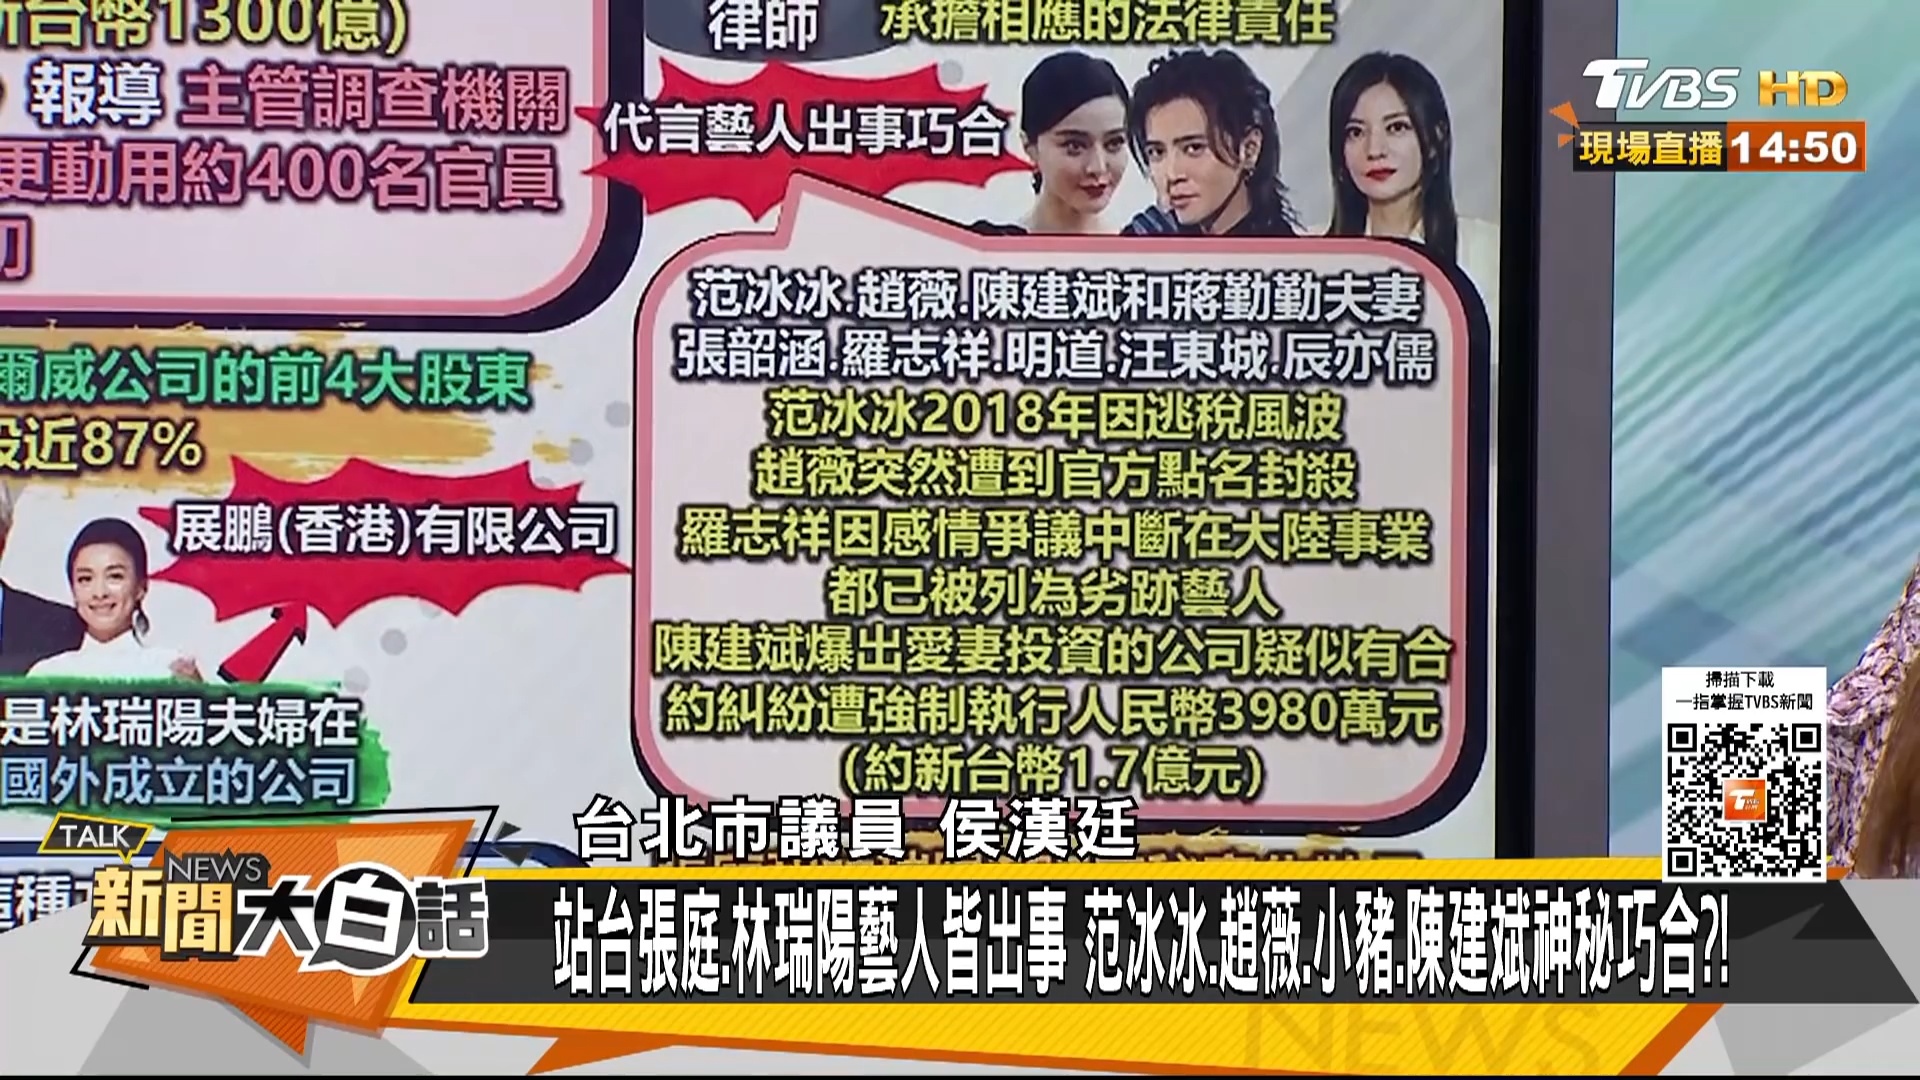 新台幣1300億)
報導 主管調查機關
更動用約400名官員
律師
承擔相應的法律責任
代言藝人出事巧合
范冰冰.趙薇.陳建斌和蔣勤勤夫妻
張韶涵.羅志祥.明道.汪東城.辰亦儒
范冰冰2018年因逃稅風波
趙薇突然遭到官方點名封殺
羅志祥因感情爭議中斷在大陸事業
都已被列為劣跡藝人
陳建斌爆出愛妻投資的公司疑似有合
約糾紛遭強制執行人民幣3980萬元
(約新台幣1.7億元)
爾威公司的前4大股東
股近87%
展鵬(香港)有限公司
是林瑞陽夫婦在
國外成立的公司
TVBS HD
現場直播 14:50
掃描下載
一指掌握TVBS新聞
台北市議員 侯漢廷
TALK
NEWS
新聞大白話
站台張庭.林瑞陽藝人皆出事 范冰冰.趙薇.小豬.陳建斌神秘巧合?!
NEWS